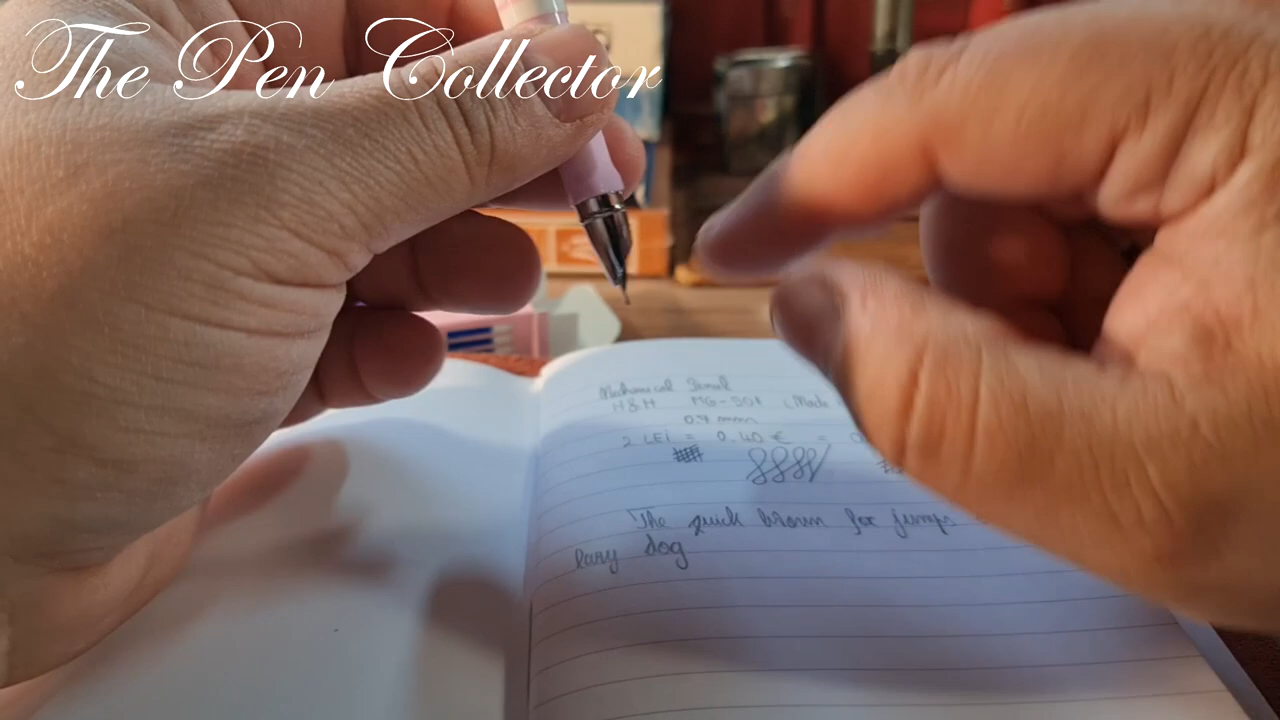 The Pen Collector
Mechanical Pencil
H&H MG-501 (Made
0.7 mm
2 LEI = 0.40 € =
The quick brown fox jumps
lazy dog